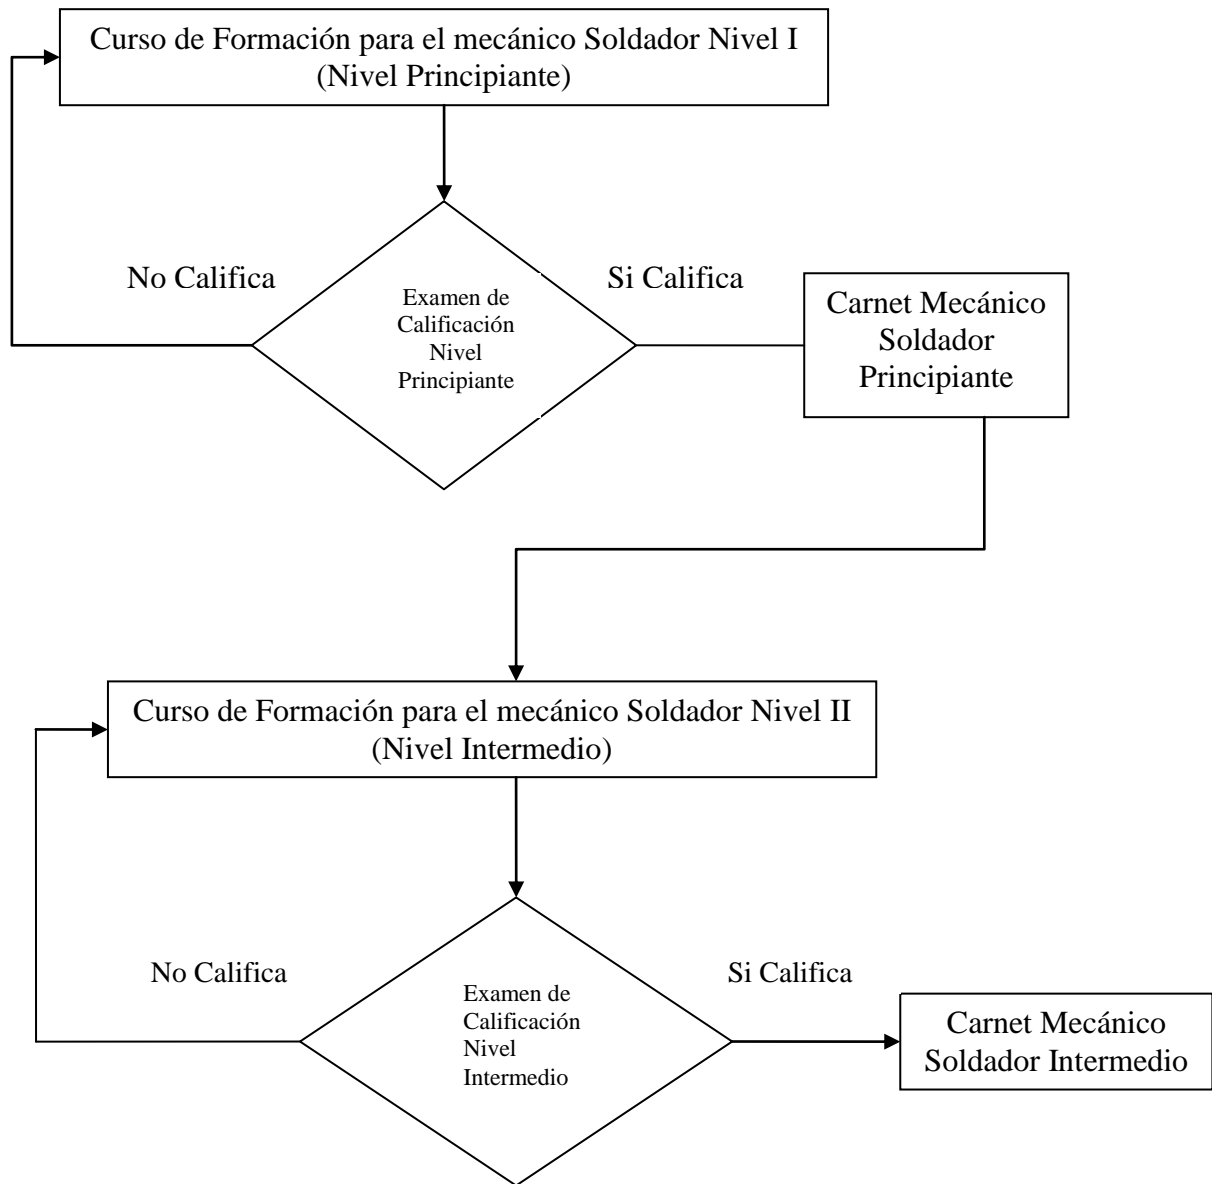 Curso de Formación para el mecánico Soldador Nivel I
(Nivel Principiante)
No Califica
Si Califica
Examen de
Calificación
Nivel
Principiante
Carnet Mecánico
Soldador
Principiante
Curso de Formación para el mecánico Soldador Nivel II
(Nivel Intermedio)
No Califica
Si Califica
Examen de
Calificación
Nivel
Intermedio
Carnet Mecánico
Soldador Intermedio